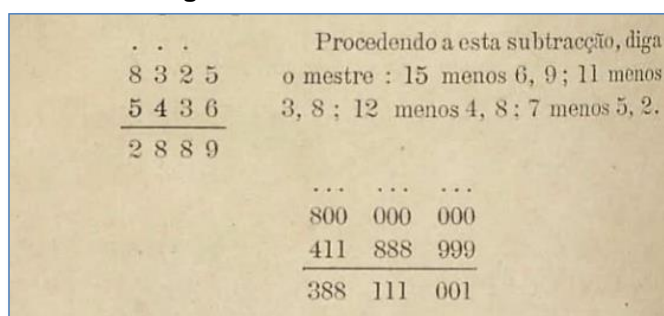 . . .
8 3 2 5
5 4 3 6
2 8 8 9
Procedendo a esta subtracção, diga
o mestre : 15 menos 6, 9 ; 11 menos
3, 8 ; 12 menos 4, 8 ; 7 menos 5, 2.
... ... ...
800 000 000
411 888 999
388 111 001